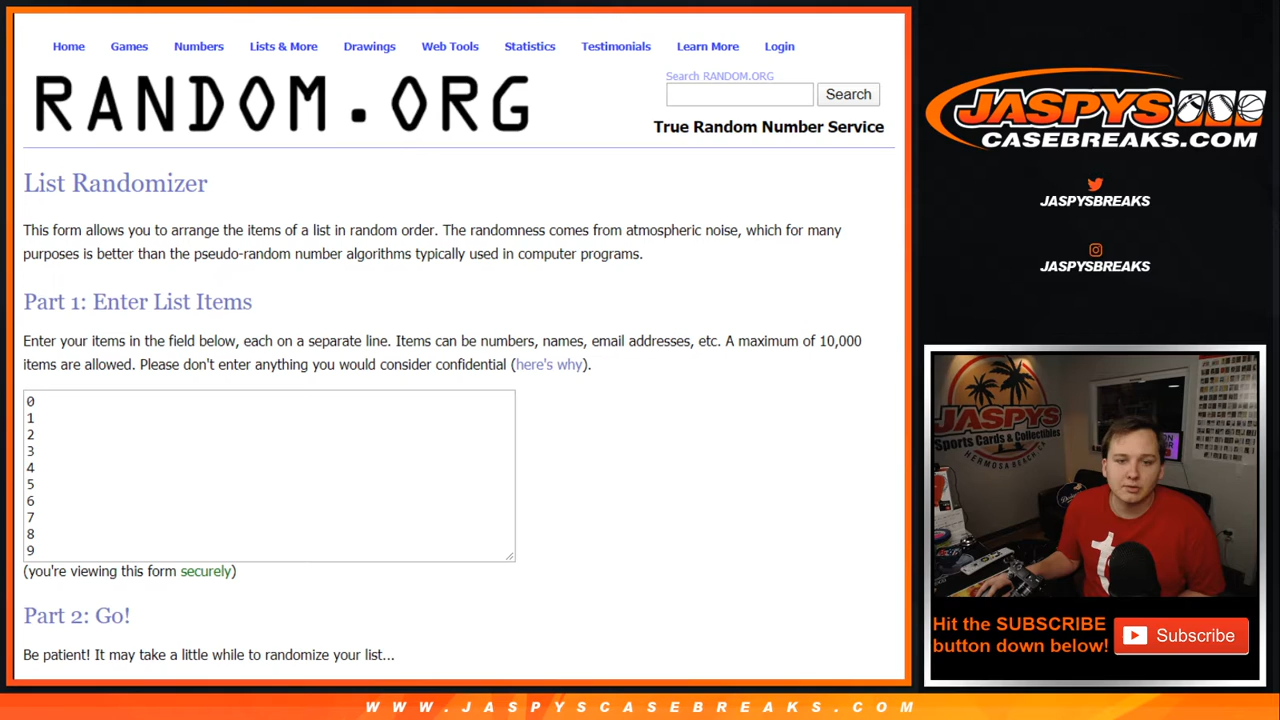 Home Games Numbers Lists & More Drawings Web Tools Statistics Testimonials Learn More Login
RANDOM.ORG
Search RANDOM.ORG
Search
True Random Number Service
List Randomizer
This form allows you to arrange the items of a list in random order. The randomness comes from atmospheric noise, which for many
purposes is better than the pseudo-random number algorithms typically used in computer programs.
Part 1: Enter List Items
Enter your items in the field below, each on a separate line. Items can be numbers, names, email addresses, etc. A maximum of 10,000
items are allowed. Please don't enter anything you would consider confidential (here's why).
0
1
2
3
4
5
6
7
8
9
(you're viewing this form securely)
Part 2: Go!
Be patient! It may take a little while to randomize your list...
JASPYS
CASEBREAKS.COM
JASPYSBREAKS
JASPYSBREAKS
JASPYS
Sports Cards & Collectibles
HERMOSA BEACH CA
Hit the SUBSCRIBE
button down below!
Subscribe
WWW.JASPYSCASEBREAKS.COM